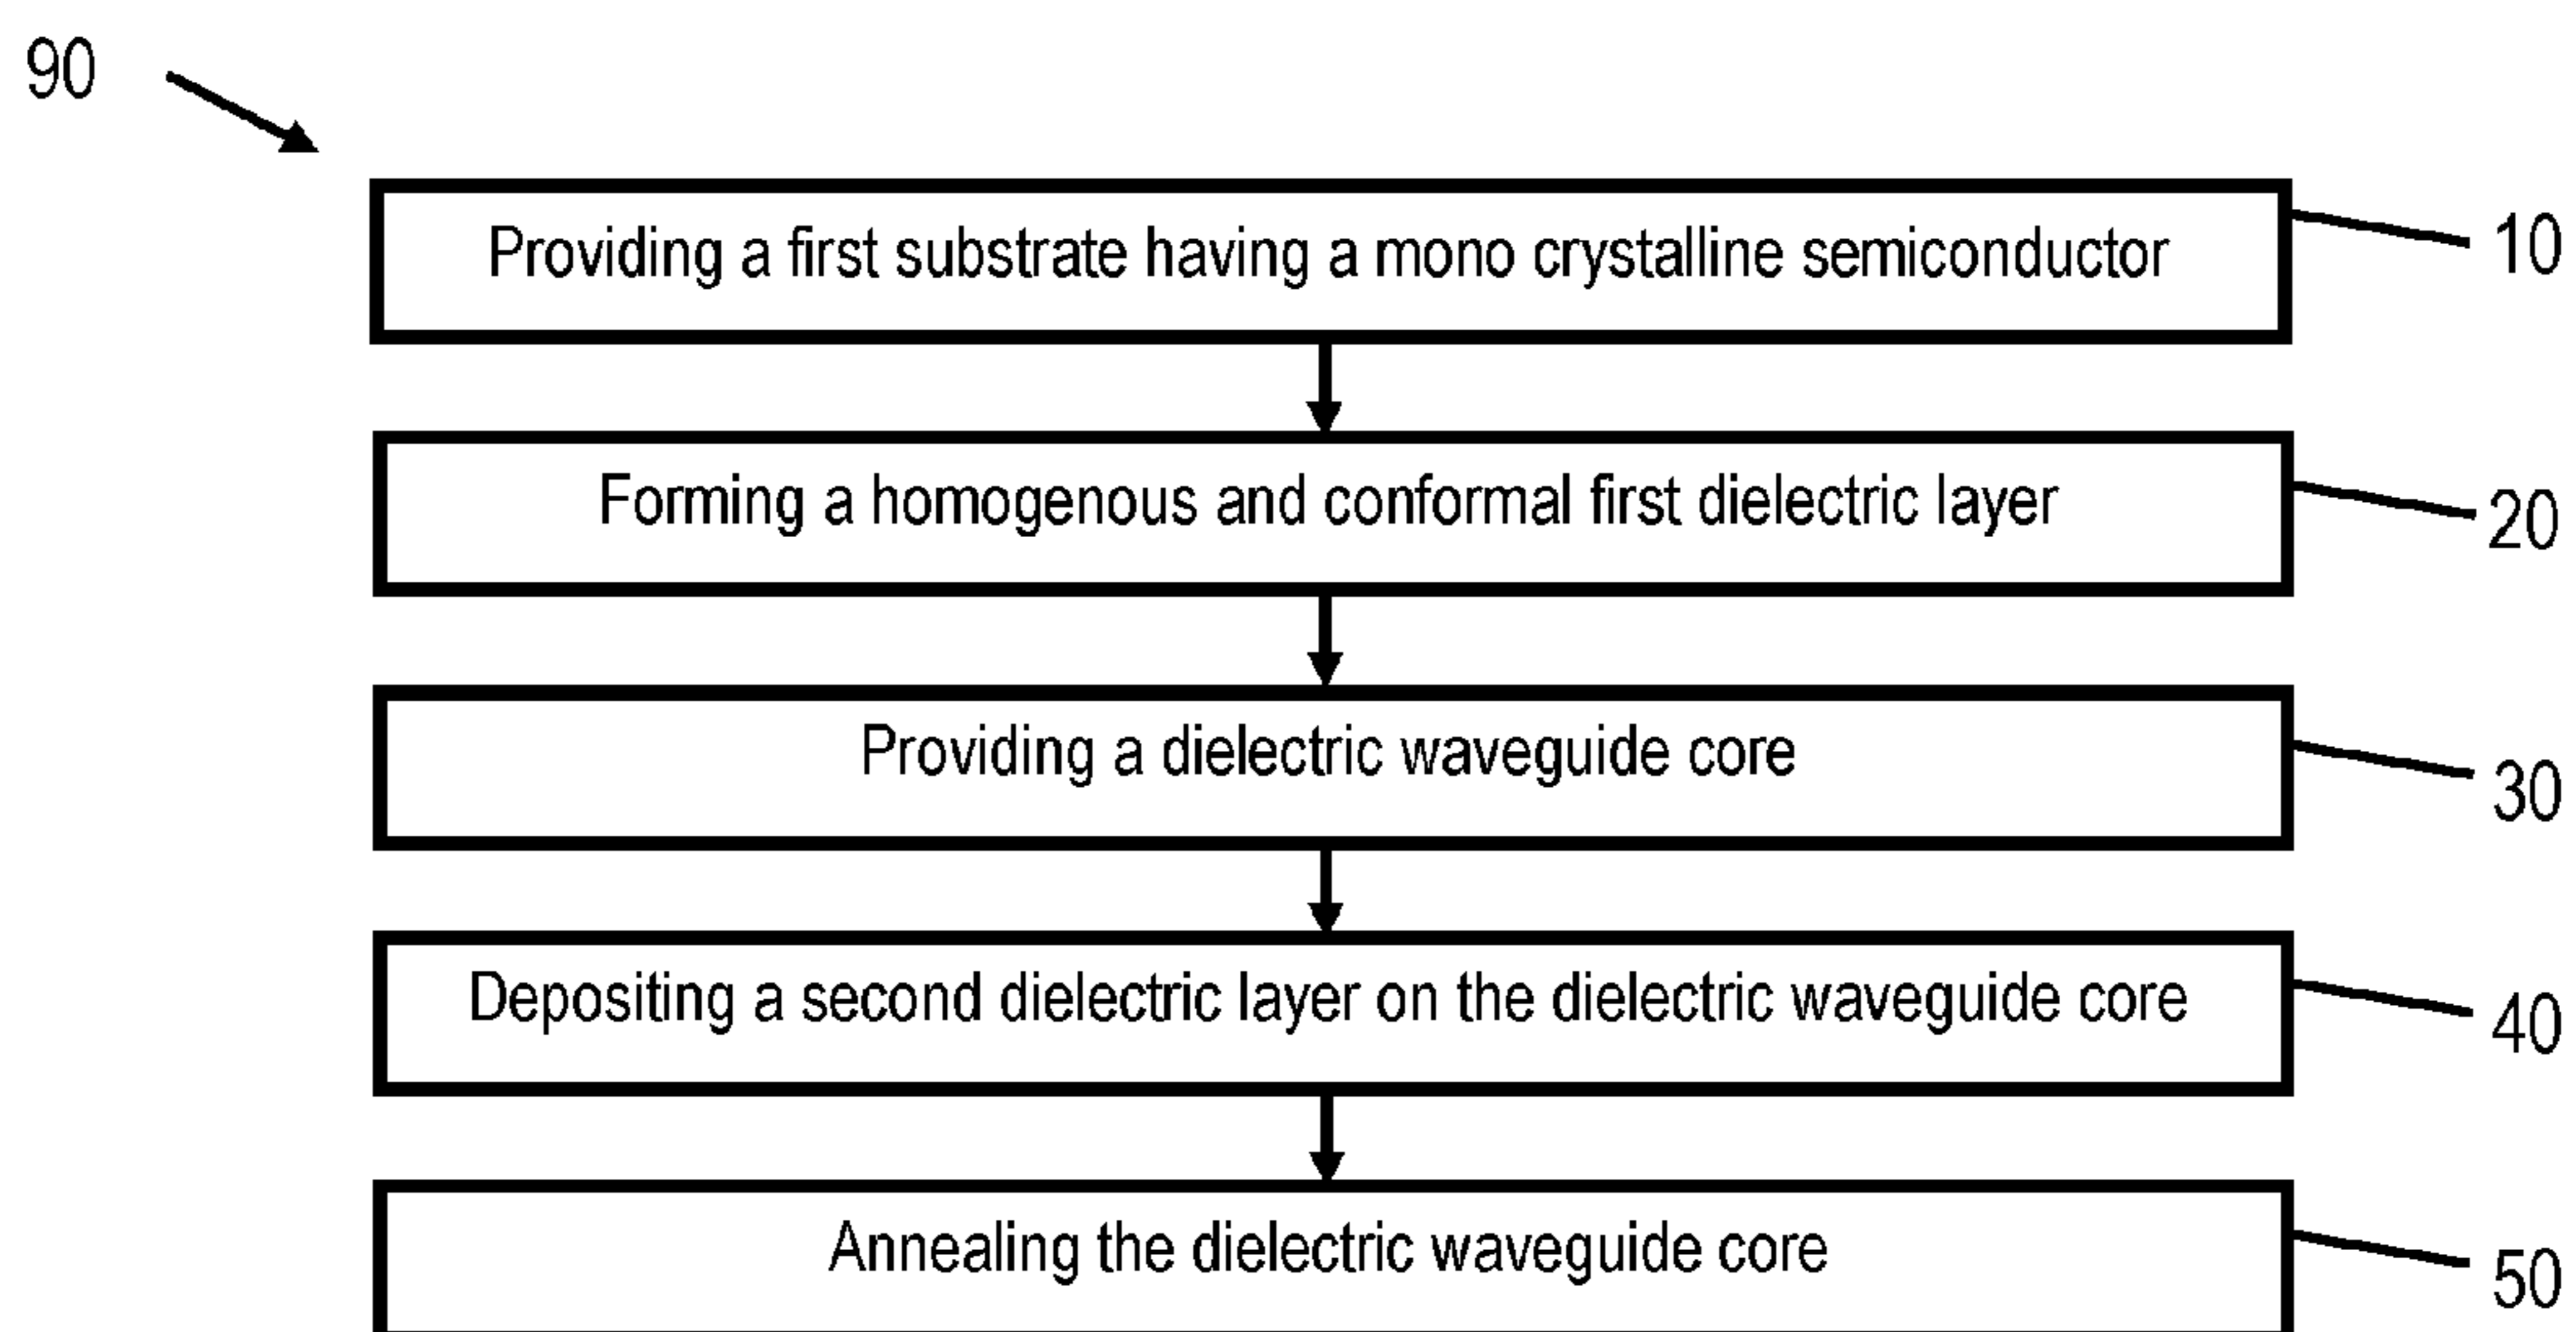 90
Providing a first substrate having a mono crystalline semiconductor
10
Forming a homogenous and conformal first dielectric layer
20
Providing a dielectric waveguide core
30
Depositing a second dielectric layer on the dielectric waveguide core
40
Annealing the dielectric waveguide core
50